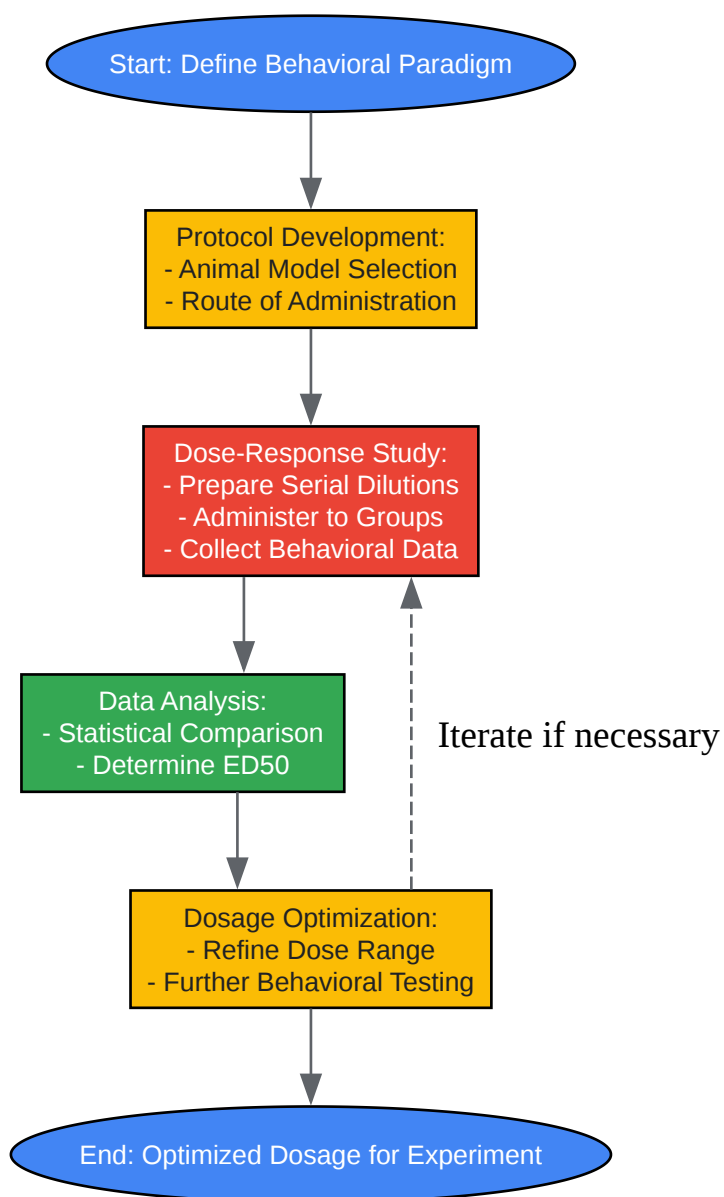 Start: Define Behavioral Paradigm
Protocol Development:
- Animal Model Selection
- Route of Administration
Dose-Response Study:
- Prepare Serial Dilutions
- Administer to Groups
- Collect Behavioral Data
Data Analysis:
- Statistical Comparison
- Determine ED50
Iterate if necessary
Dosage Optimization:
- Refine Dose Range
- Further Behavioral Testing
End: Optimized Dosage for Experiment